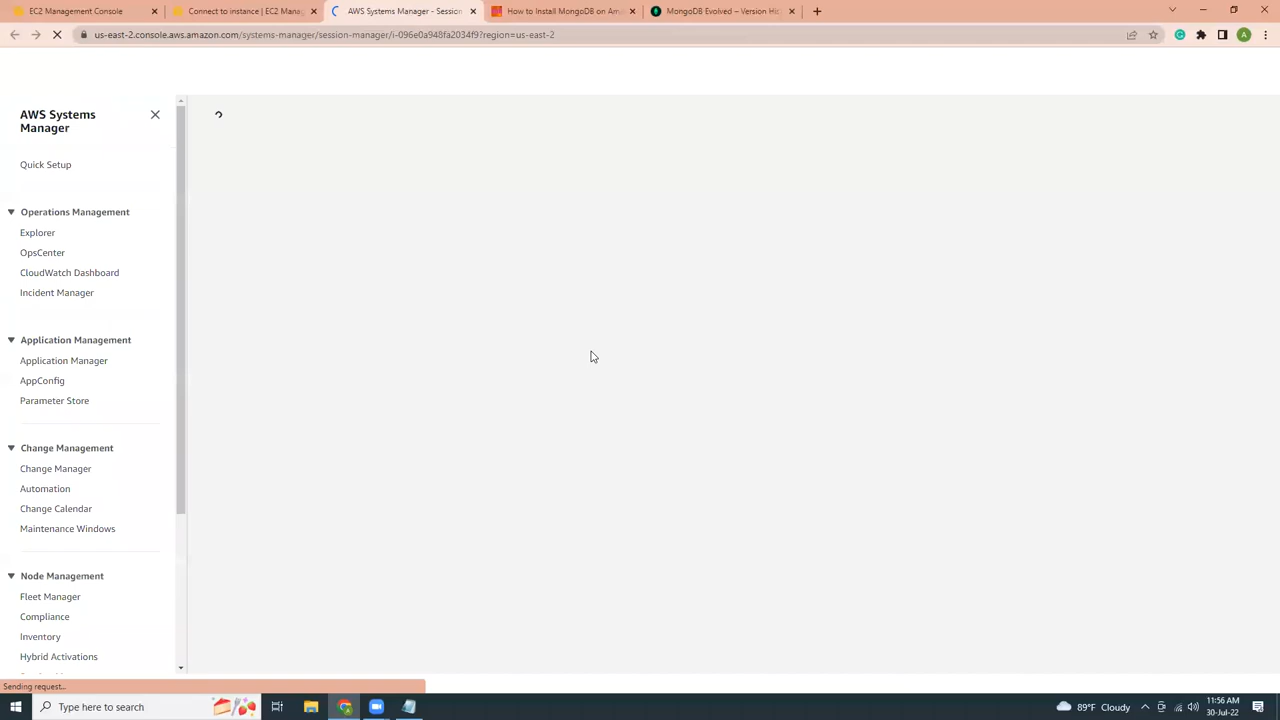 EC2 Management Console
Connect to instance | EC2 Manag
AWS Systems Manager - Session
How to Install MongoDB on Ama
MongoDB Evolved – Version His
us-east-2.console.aws.amazon.com/systems-manager/session-manager/i-096e0a948fa2034f9?region=us-east-2
A
AWS Systems
Manager
Quick Setup
Operations Management
Explorer
OpsCenter
CloudWatch Dashboard
Incident Manager
Application Management
Application Manager
AppConfig
Parameter Store
Change Management
Change Manager
Automation
Change Calendar
Maintenance Windows
Node Management
Fleet Manager
Compliance
Inventory
Hybrid Activations
Sending request...
Type here to search
89°F Cloudy
11:56 AM
30-Jul-22